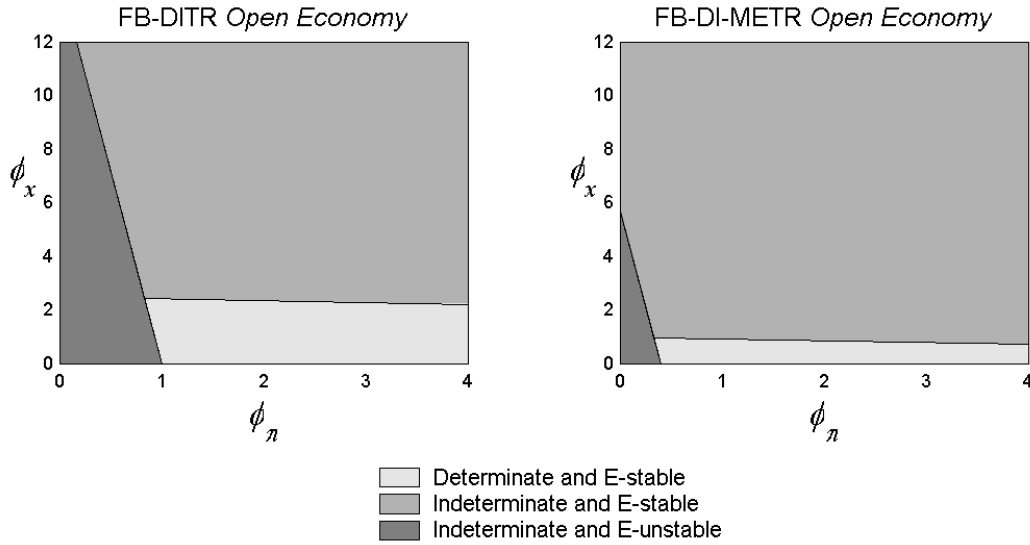 FB-DITR Open Economy
12
10
8
6
4
2
0
ϕx
0 1 2 3 4
ϕπ
FB-DI-METR Open Economy
12
10
8
6
4
2
0
ϕx
0 1 2 3 4
ϕπ
Determinate and E-stable
Indeterminate and E-stable
Indeterminate and E-unstable